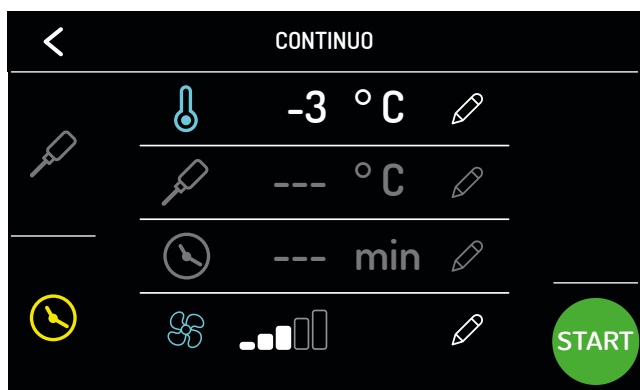 CONTINUO
-3 °C
--- °C
--- min
START